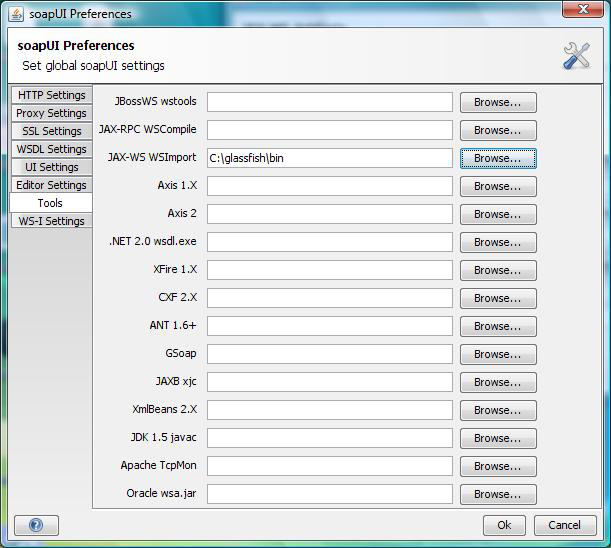 soapUI Preferences
soapUI Preferences
Set global soapUI settings
HTTP Settings
Proxy Settings
SSL Settings
WSDL Settings
UI Settings
Editor Settings
Tools
WS-I Settings
JBossWS wstools Browse...
JAX-RPC WSCompile Browse...
JAX-WS WSImport C:\glassfish\bin Browse...
Axis 1.X Browse...
Axis 2 Browse...
.NET 2.0 wsdl.exe Browse...
XFire 1.X Browse...
CXF 2.X Browse...
ANT 1.6+ Browse...
GSoap Browse...
JAXB xjc Browse...
XmlBeans 2.X Browse...
JDK 1.5 javac Browse...
Apache TcpMon Browse...
Oracle wsa.jar Browse...
? Ok Cancel